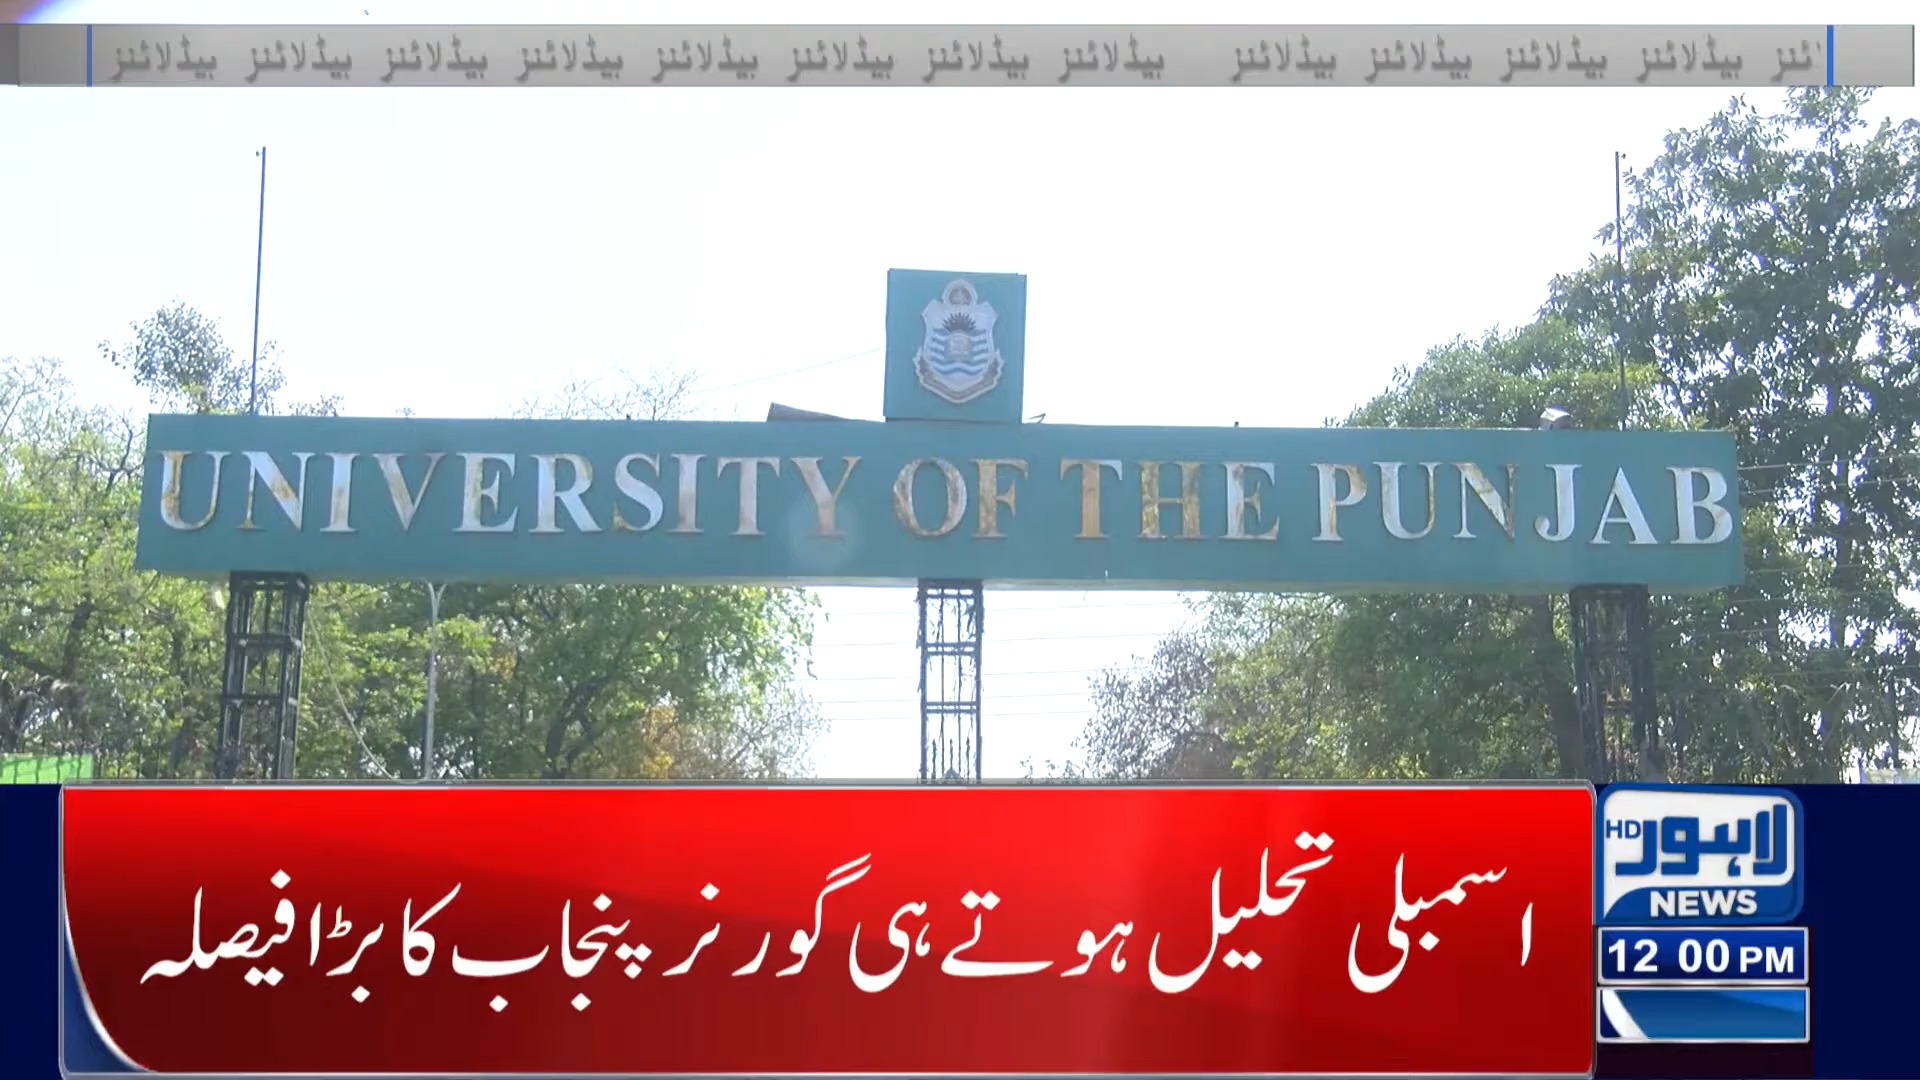 ہیڈلائنز ہیڈلائنز ہیڈلائنز ہیڈلائنز ہیڈلائنز ہیڈلائنز ہیڈلائنز ہیڈلائنز ہیڈلائنز ہیڈلائنز ہیڈلائنز ہیڈلائنز ئنز
UNIVERSITY OF THE PUNJAB
اسمبلی تحلیل ہوتے ہی گورنر پنجاب کا بڑا فیصلہ
لاہور HD
NEWS
12 00 PM